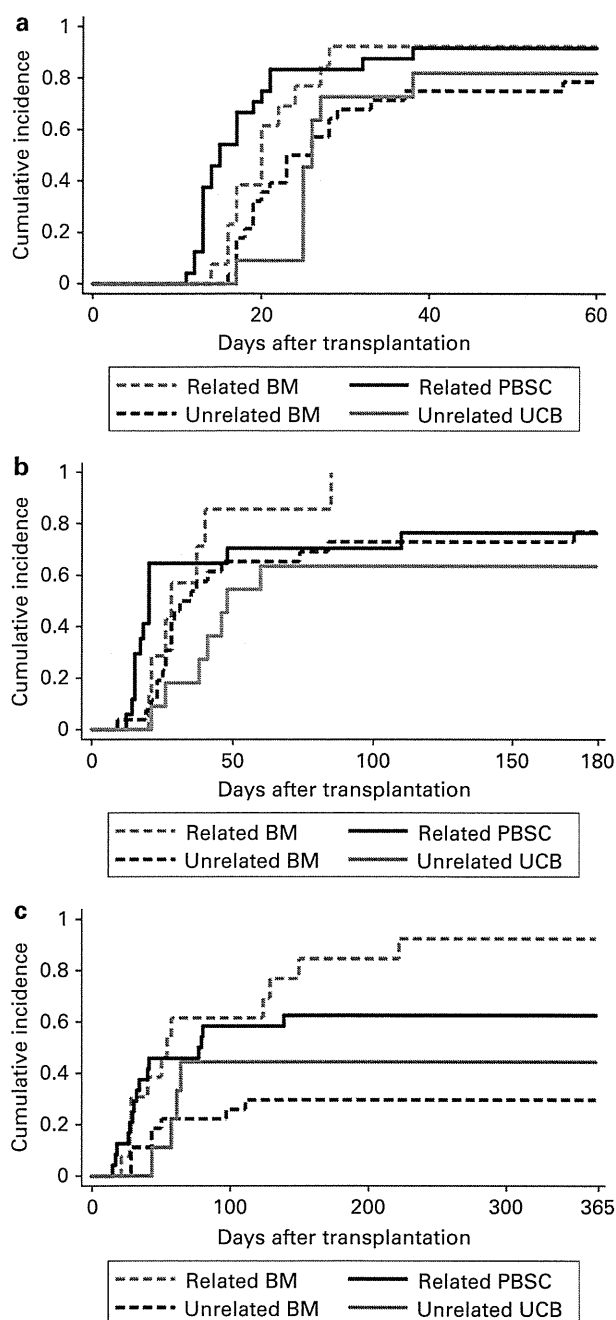 a
Cumulative incidence
1
0.8
0.6
0.4
0.2
0
0 20 40 60
Days after transplantation
Related BM Related PBSC
Unrelated BM Unrelated UCB
b
Cumulative incidence
1
0.8
0.6
0.4
0.2
0
0 50 100 150 180
Days after transplantation
Related BM Related PBSC
Unrelated BM Unrelated UCB
c
Cumulative incidence
1
0.8
0.6
0.4
0.2
0
0 100 200 300 365
Days after transplantation
Related BM Related PBSC
Unrelated BM Unrelated UCB